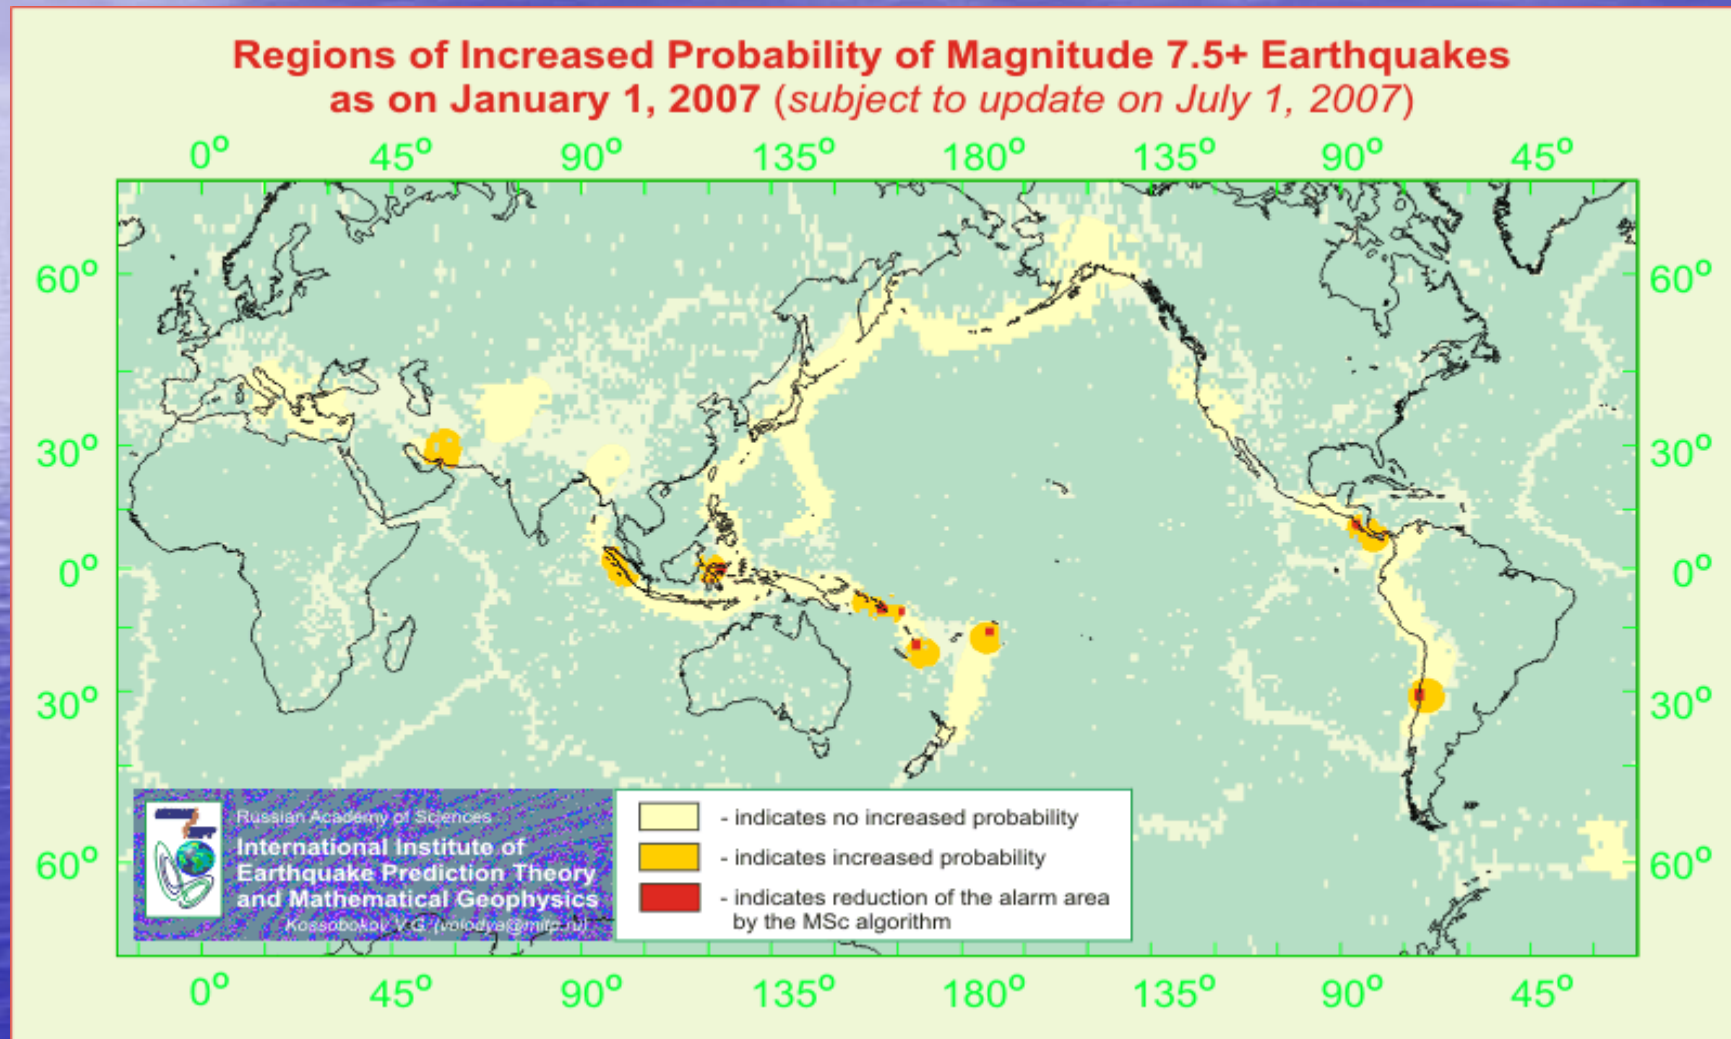 Regions of Increased Probability of Magnitude 7.5+ Earthquakes
as on January 1, 2007 (subject to update on July 1, 2007)
0° 45° 90° 135° 180° 135° 90° 45°
60° 60°
30° 30°
0° 0°
30° 30°
60° 60°
Russian Academy of Sciences
International Institute of
Earthquake Prediction Theory
and Mathematical Geophysics
Kossobokov V.G. (volodya@mitp.ru)
- indicates no increased probability
- indicates increased probability
- indicates reduction of the alarm area
by the MSc algorithm
0° 45° 90° 135° 180° 135° 90° 45°